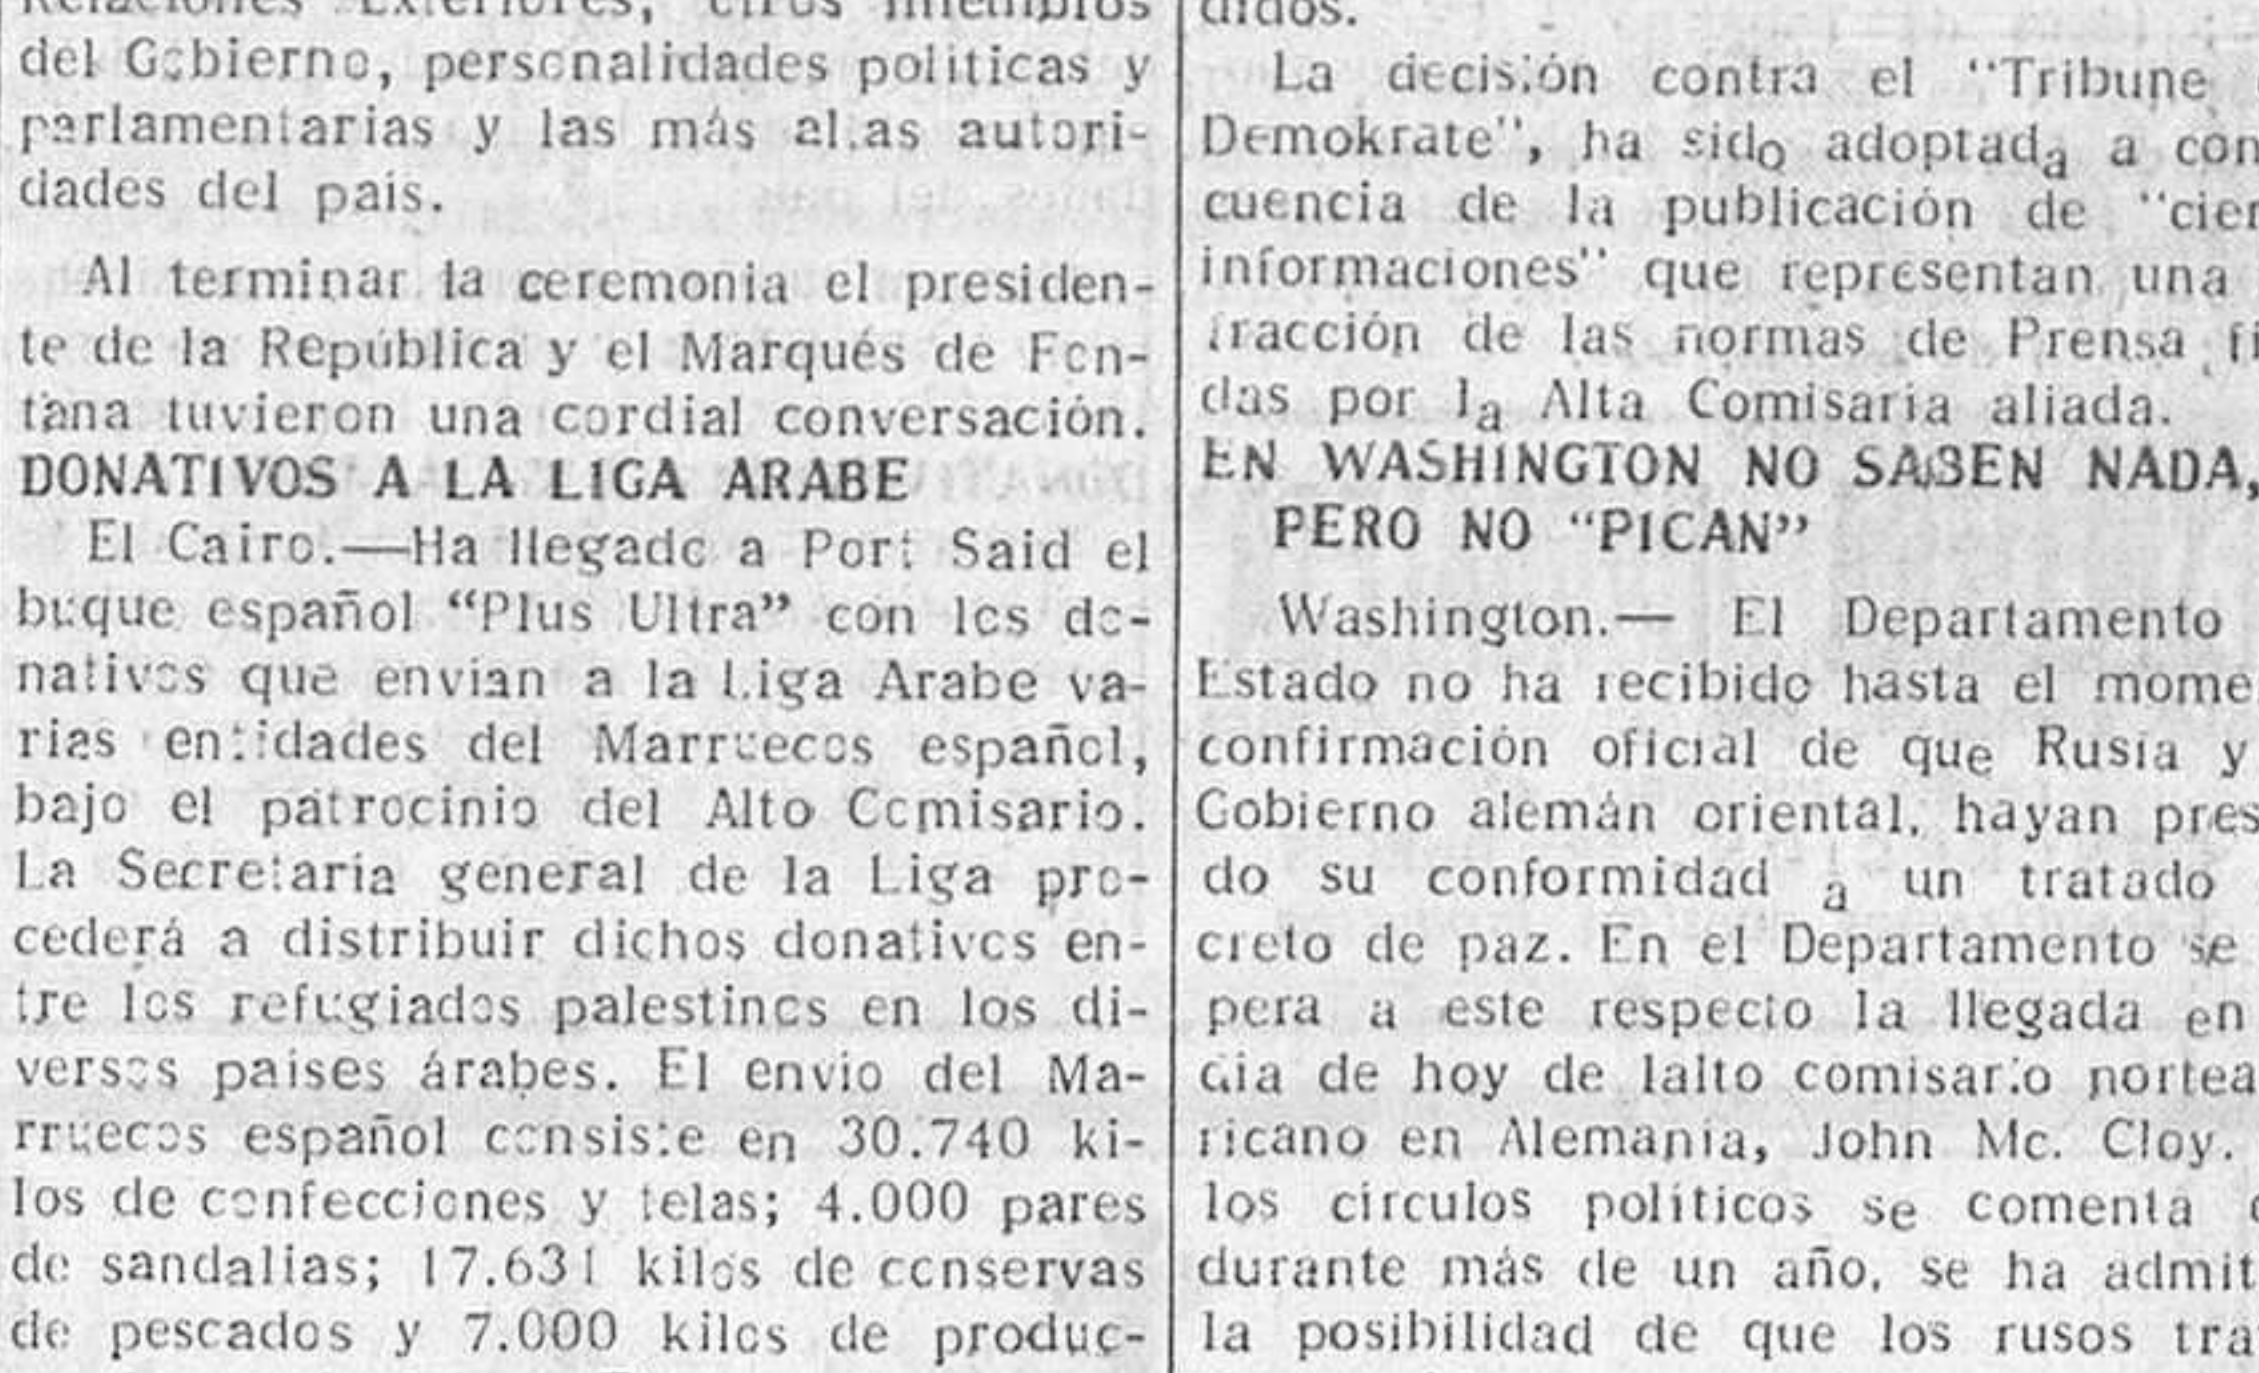 Relaciones Exteriores, otros miembros
del Gobierno, personalidades politicas y
parlamentarias y las más altas autori-
dades del pais.
Al terminar la ceremonia el presiden-
te de la República y el Marqués de Fon-
tana tuvieron una cordial conversación.
DONATIVOS A LA LIGA ARABE
El Cairo.—Ha llegado a Port Said el
buque español “Plus Ultra” con los do-
nativos que envian a la Liga Arabe va-
rias entidades del Marruecos español,
bajo el patrocinio del Alto Comisario.
La Secretaria general de la Liga pro-
cederá a distribuir dichos donativos en-
tre los refugiados palestinos en los di-
versos paises árabes. El envio del Ma-
rruecos español consiste en 30.740 ki-
los de confecciones y telas; 4.000 pares
de sandalias; 17.631 kilos de conservas
de pescados y 7.000 kilos de produc-
La decisión contra el "Tribune
Demokrate", ha sido adoptada a con
cuencia de la publicación de "cier
informaciones" que representan una
fracción de las normas de Prensa fi
das por la Alta Comisaria aliada.
EN WASHINGTON NO SABEN NADA,
PERO NO “PICAN”
Washington.— El Departamento
Estado no ha recibido hasta el mome
confirmación oficial de que Rusia y
Gobierno alemán oriental, hayan pres
do su conformidad a un tratado
creto de paz. En el Departamento se
pera a este respecto la llegada en
dia de hoy de lalto comisario nortea
ricano en Alemania, John Mc. Cloy.
los circulos politicos se comenta
durante más de un año, se ha admit
la posibilidad de que los rusos tra